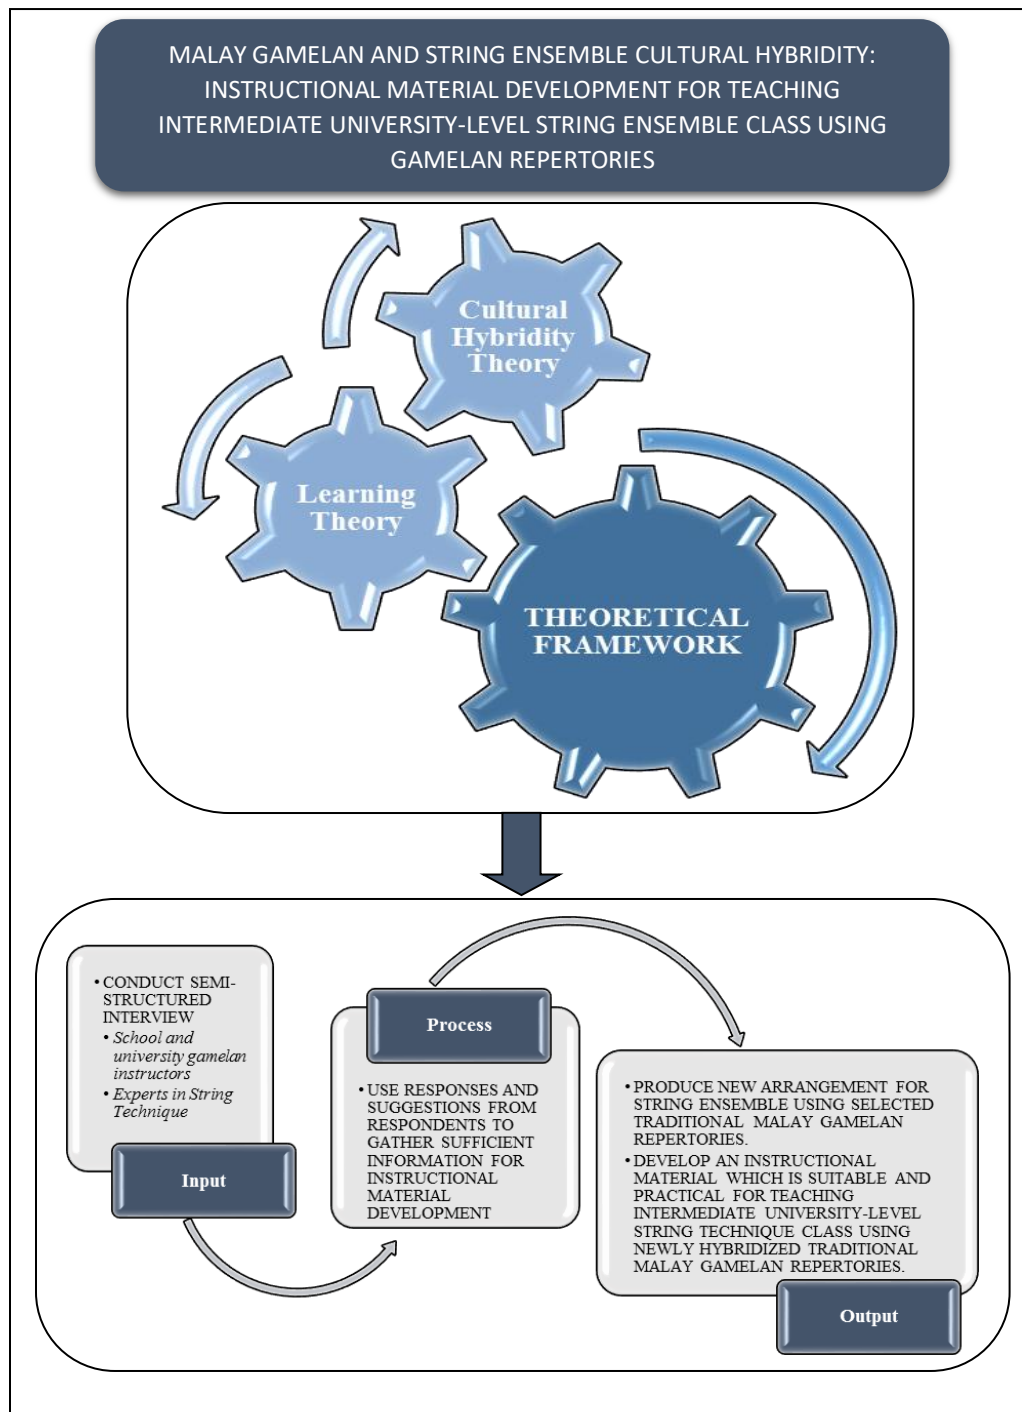 MALAY GAMELAN AND STRING ENSEMBLE CULTURAL HYBRIDITY:
INSTRUCTIONAL MATERIAL DEVELOPMENT FOR TEACHING
INTERMEDIATE UNIVERSITY-LEVEL STRING ENSEMBLE CLASS USING
GAMELAN REPERTORIES
Cultural
Hybridity
Theory
Learning
Theory
THEORETICAL
FRAMEWORK
• CONDUCT SEMI-
STRUCTURED
INTERVIEW
• School and
university gamelan
instructors
• Experts in String
Technique
Input
Process
• USE RESPONSES AND
SUGGESTIONS FROM
RESPONDENTS TO
GATHER SUFFICIENT
INFORMATION FOR
INSTRUCTIONAL
MATERIAL
DEVELOPMENT
• PRODUCE NEW ARRANGEMENT FOR
STRING ENSEMBLE USING SELECTED
TRADITIONAL MALAY GAMELAN
REPERTORIES.
• DEVELOP AN INSTRUCTIONAL
MATERIAL WHICH IS SUITABLE AND
PRACTICAL FOR TEACHING
INTERMEDIATE UNIVERSITY-LEVEL
STRING TECHNIQUE CLASS USING
NEWLY HYBRIDIZED TRADITIONAL
MALAY GAMELAN REPERTORIES.
Output